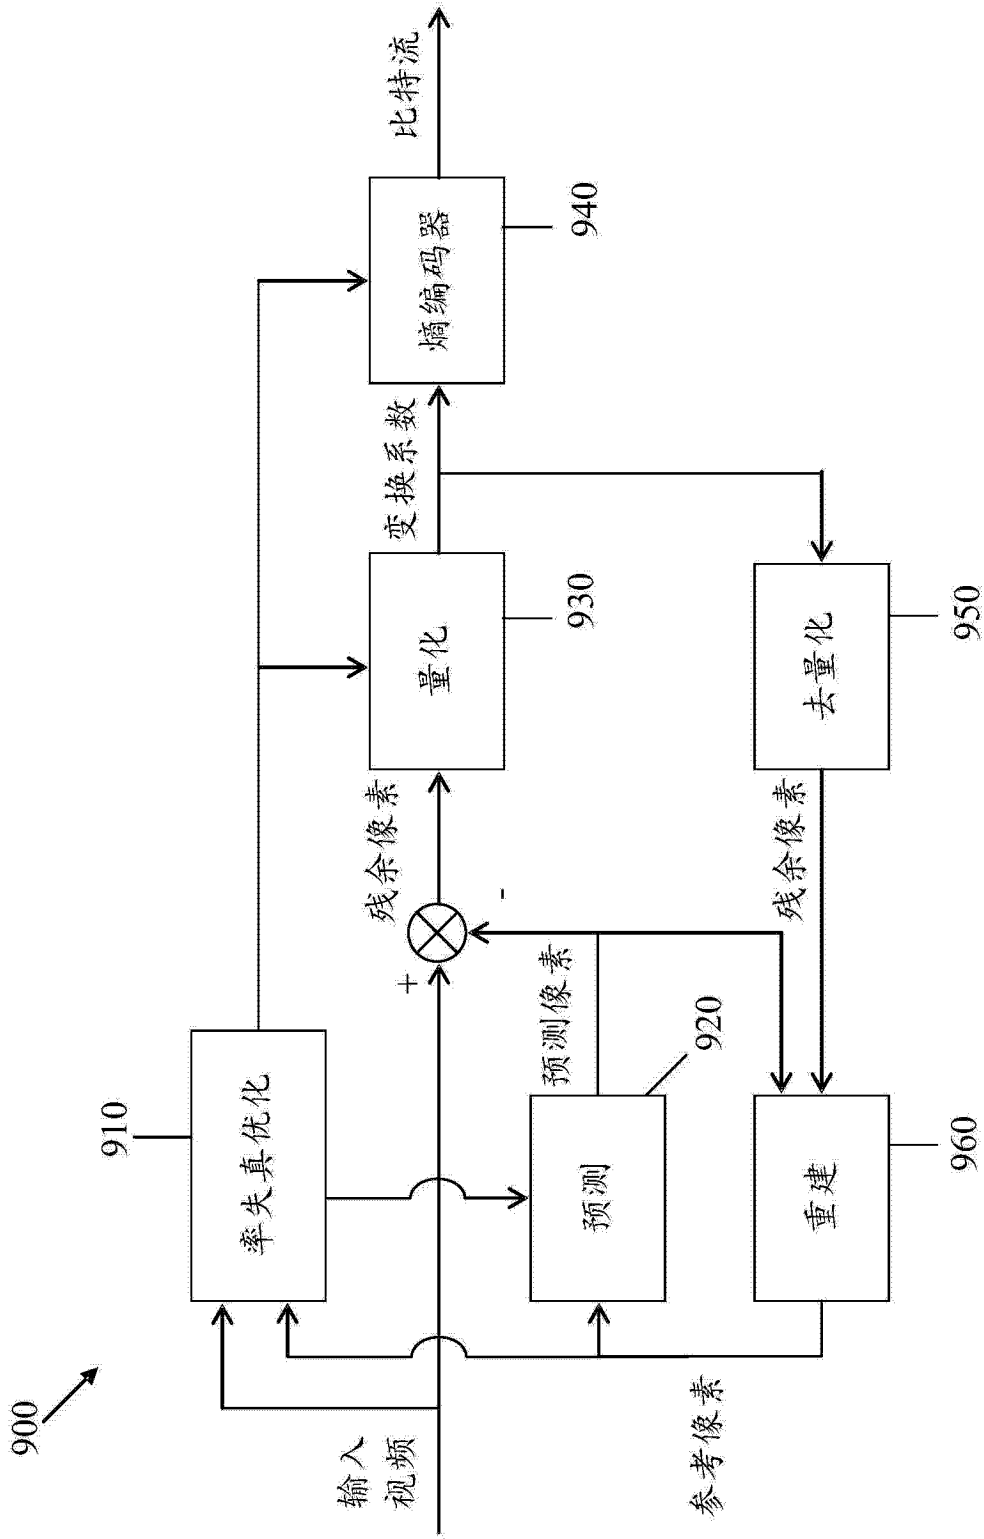 900
输入
视频
910
率失真优化
+
-
残余像素
量化
930
变换系数
熵编码器
940
比特流
预测像素
预测
920
参考像素
重建
960
残余像素
去量化
950